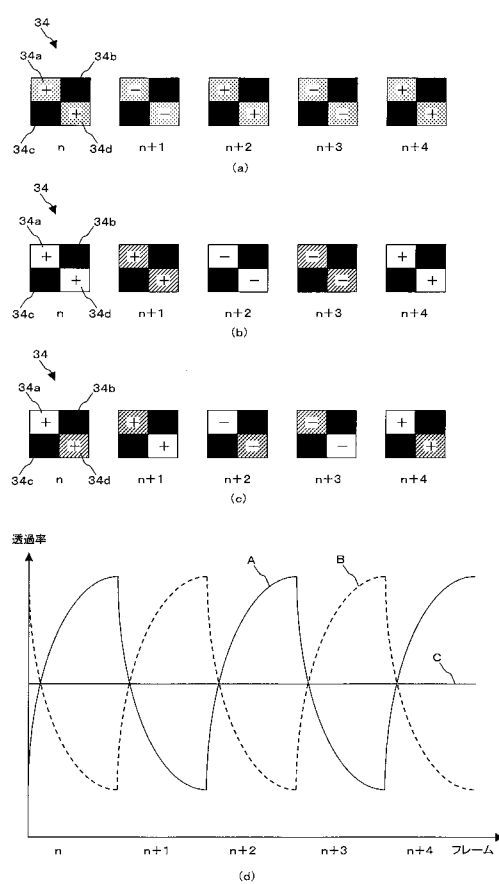 34
34a 34b
+
+
−
−
+
+
−
−
+
+
34c n 34d n+1 n+2 n+3 n+4
(a)
34
34a 34b
+
+
+
+
−
−
−
−
+
+
34c n 34d n+1 n+2 n+3 n+4
(b)
34
34a 34b
+
+
+
+
−
−
−
−
+
+
34c n 34d n+1 n+2 n+3 n+4
(c)
透過率
A B
C
n n+1 n+2 n+3 n+4 フレーム
(d)